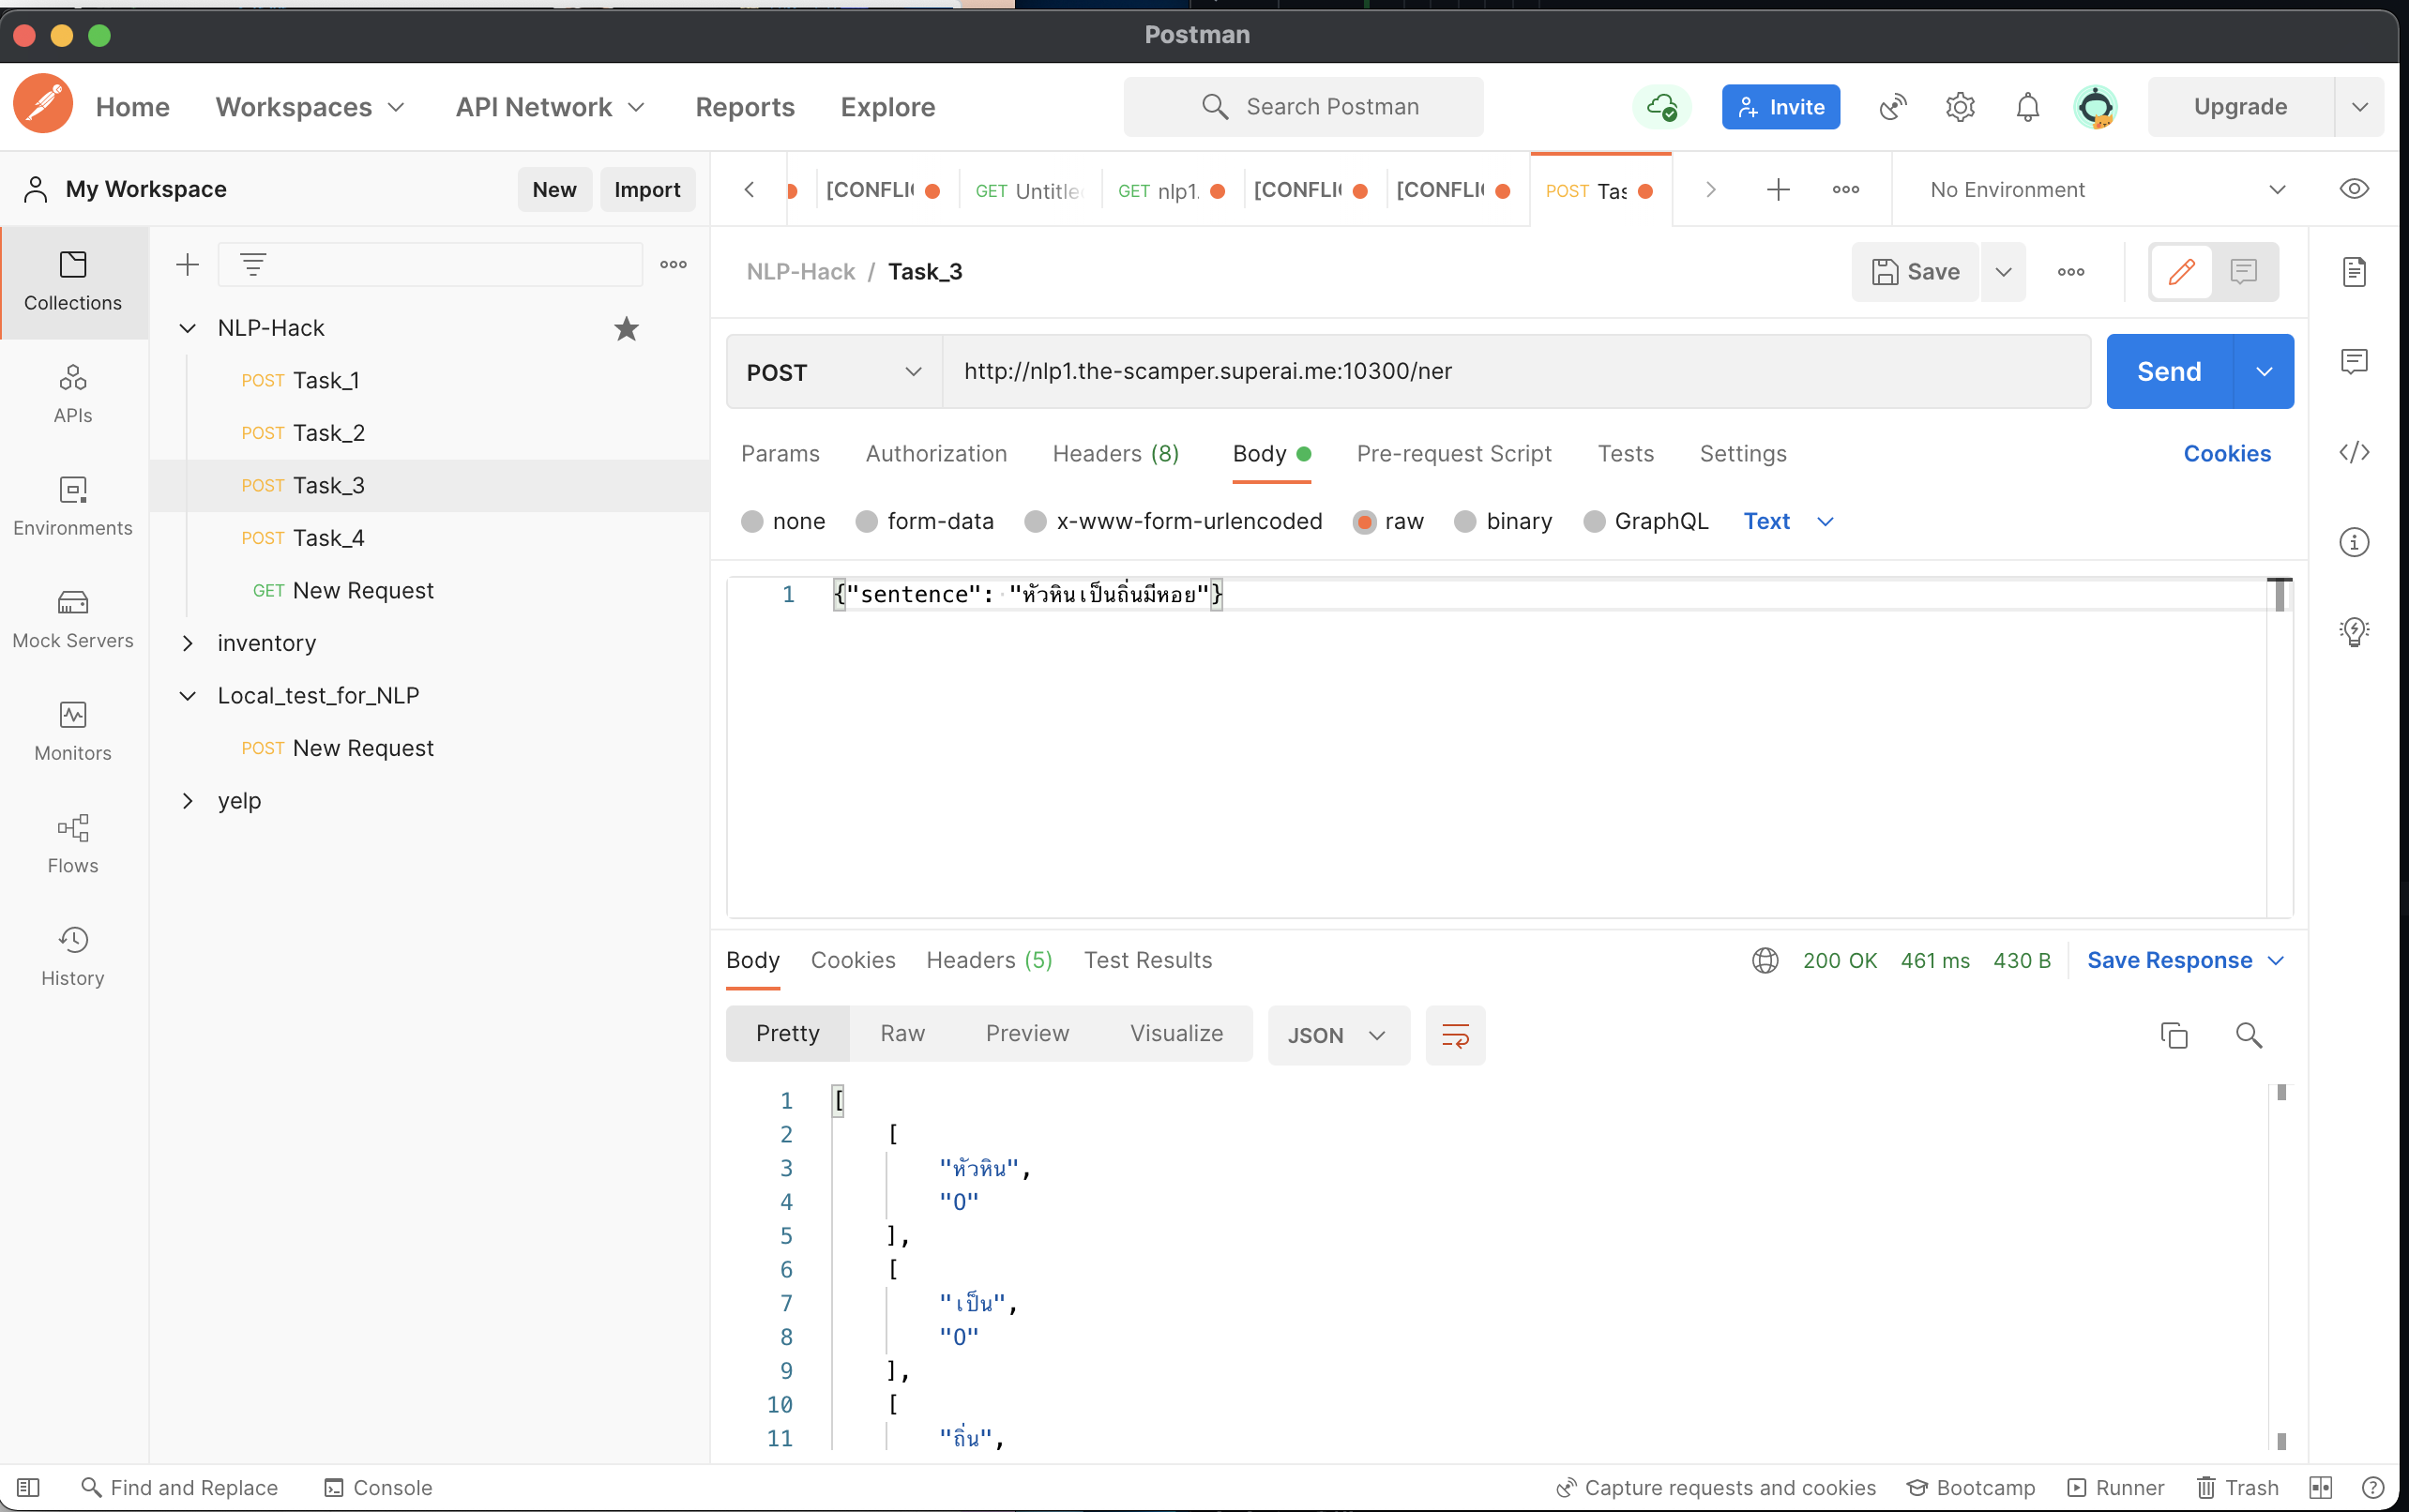 Postman
Home Workspaces API Network Reports Explore Search Postman Invite Upgrade
My Workspace New Import
[CONFLI GET Untitle GET nlp1. [CONFLI [CONFLI POST Tas No Environment
Collections
APIs
Environments
Mock Servers
Monitors
Flows
History
NLP-Hack
POST Task_1
POST Task_2
POST Task_3
POST Task_4
GET New Request
inventory
Local_test_for_NLP
POST New Request
yelp
NLP-Hack / Task_3 Save
POST http://nlp1.the-scamper.superai.me:10300/ner Send
Params Authorization Headers (8) Body Pre-request Script Tests Settings Cookies
none form-data x-www-form-urlencoded raw binary GraphQL Text
1 {"sentence": "หัวหินเป็นถิ่นมีหอย"}
Body Cookies Headers (5) Test Results 200 OK 461 ms 430 B Save Response
Pretty Raw Preview Visualize JSON
1 [
2 [
3 "หัวหิน",
4 "O"
5 ],
6 [
7 "เป็น",
8 "O"
9 ],
10 [
11 "ถิ่น",
Find and Replace Console Capture requests and cookies Bootcamp Runner Trash